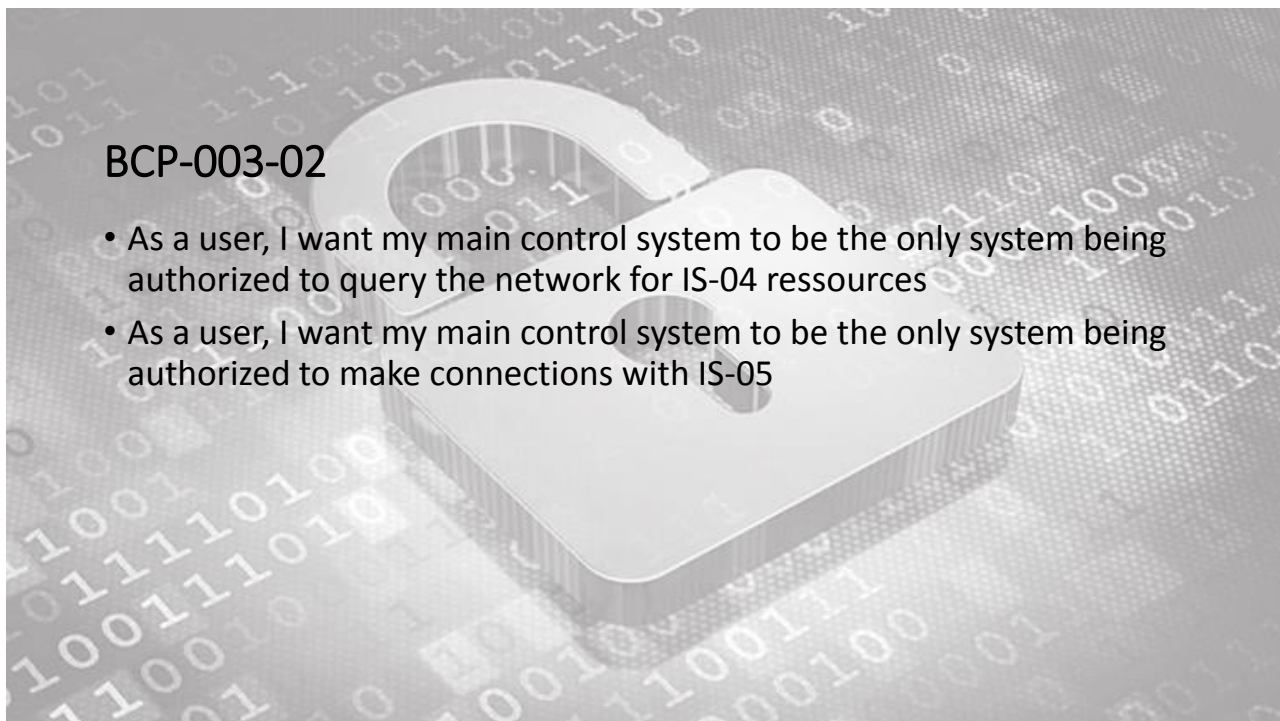 BCP-003-02
• As a user, I want my main control system to be the only system being
authorized to query the network for IS-04 ressources
• As a user, I want my main control system to be the only system being
authorized to make connections with IS-05